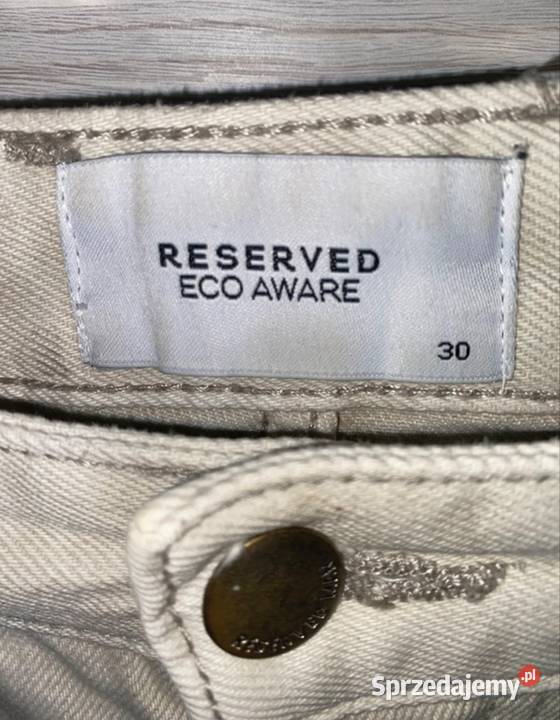 RESERVED
ECO AWARE
30
Sprzedajemy.pl